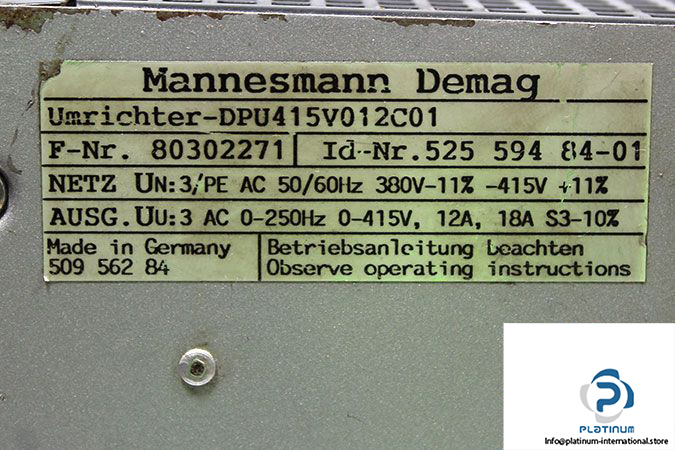 Mannesmann Demag
Umrichter-DPU415V012C01
F-Nr. 80302271 Id-Nr.525 594 84-01
NETZ UN:3/PE AC 50/60Hz 380V-11% -415V +11%
AUSG.UU:3 AC 0-250Hz 0-415V, 12A, 18A S3-10%
Made in Germany
509 562 84
Betriebsanleitung beachten
Observe operating instructions
PLATINUM
Info@platinum-international.store